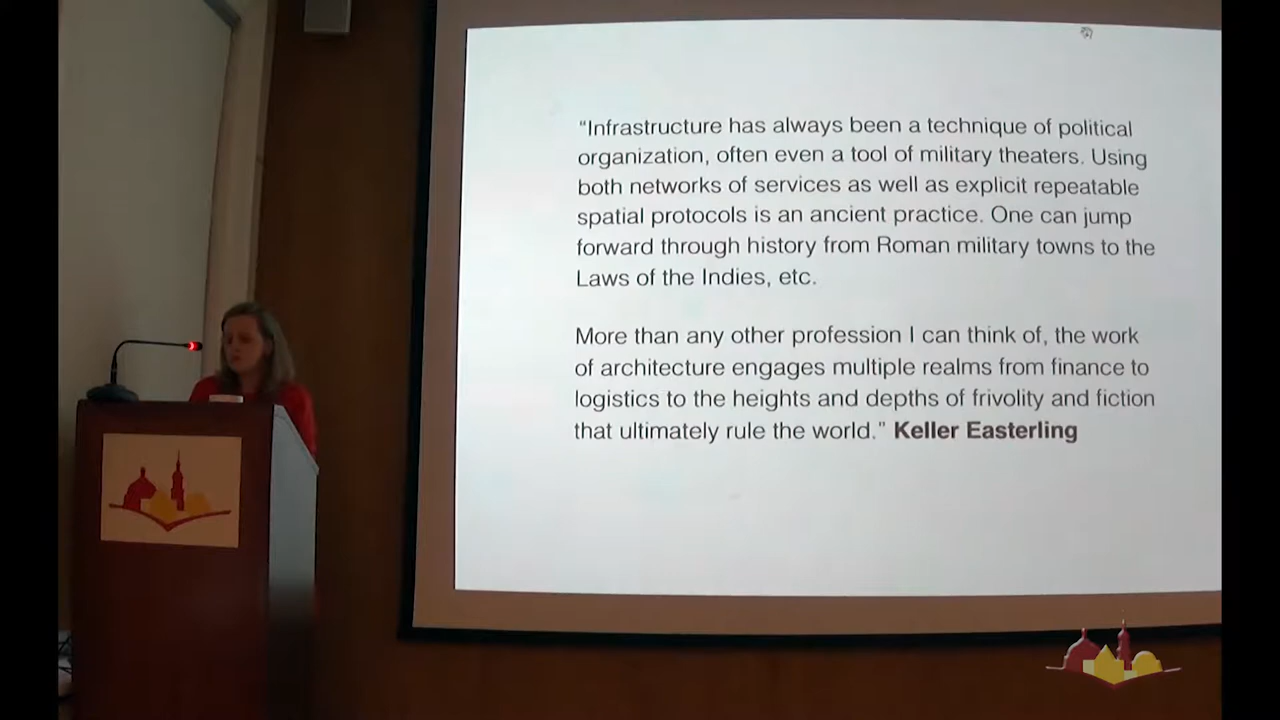 “Infrastructure has always been a technique of political
organization, often even a tool of military theaters. Using
both networks of services as well as explicit repeatable
spatial protocols is an ancient practice. One can jump
forward through history from Roman military towns to the
Laws of the Indies, etc.
More than any other profession I can think of, the work
of architecture engages multiple realms from finance to
logistics to the heights and depths of frivolity and fiction
that ultimately rule the world.” Keller Easterling